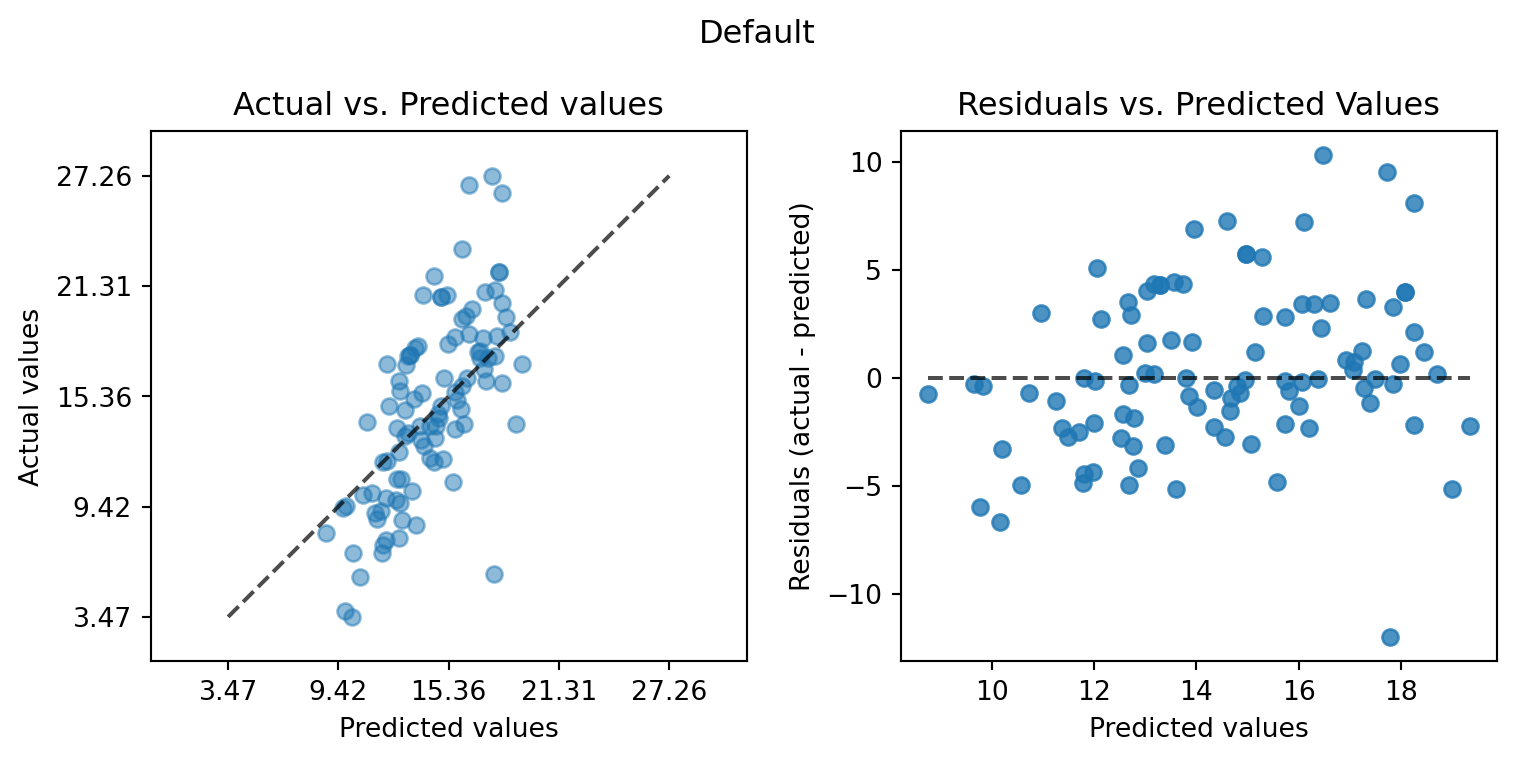 Default
Actual vs. Predicted values
27.26
21.31
15.36
9.42
3.47
Actual values
3.47 9.42 15.36 21.31 27.26
Predicted values
Residuals vs. Predicted Values
10
5
0
−5
−10
Residuals (actual - predicted)
10 12 14 16 18
Predicted values